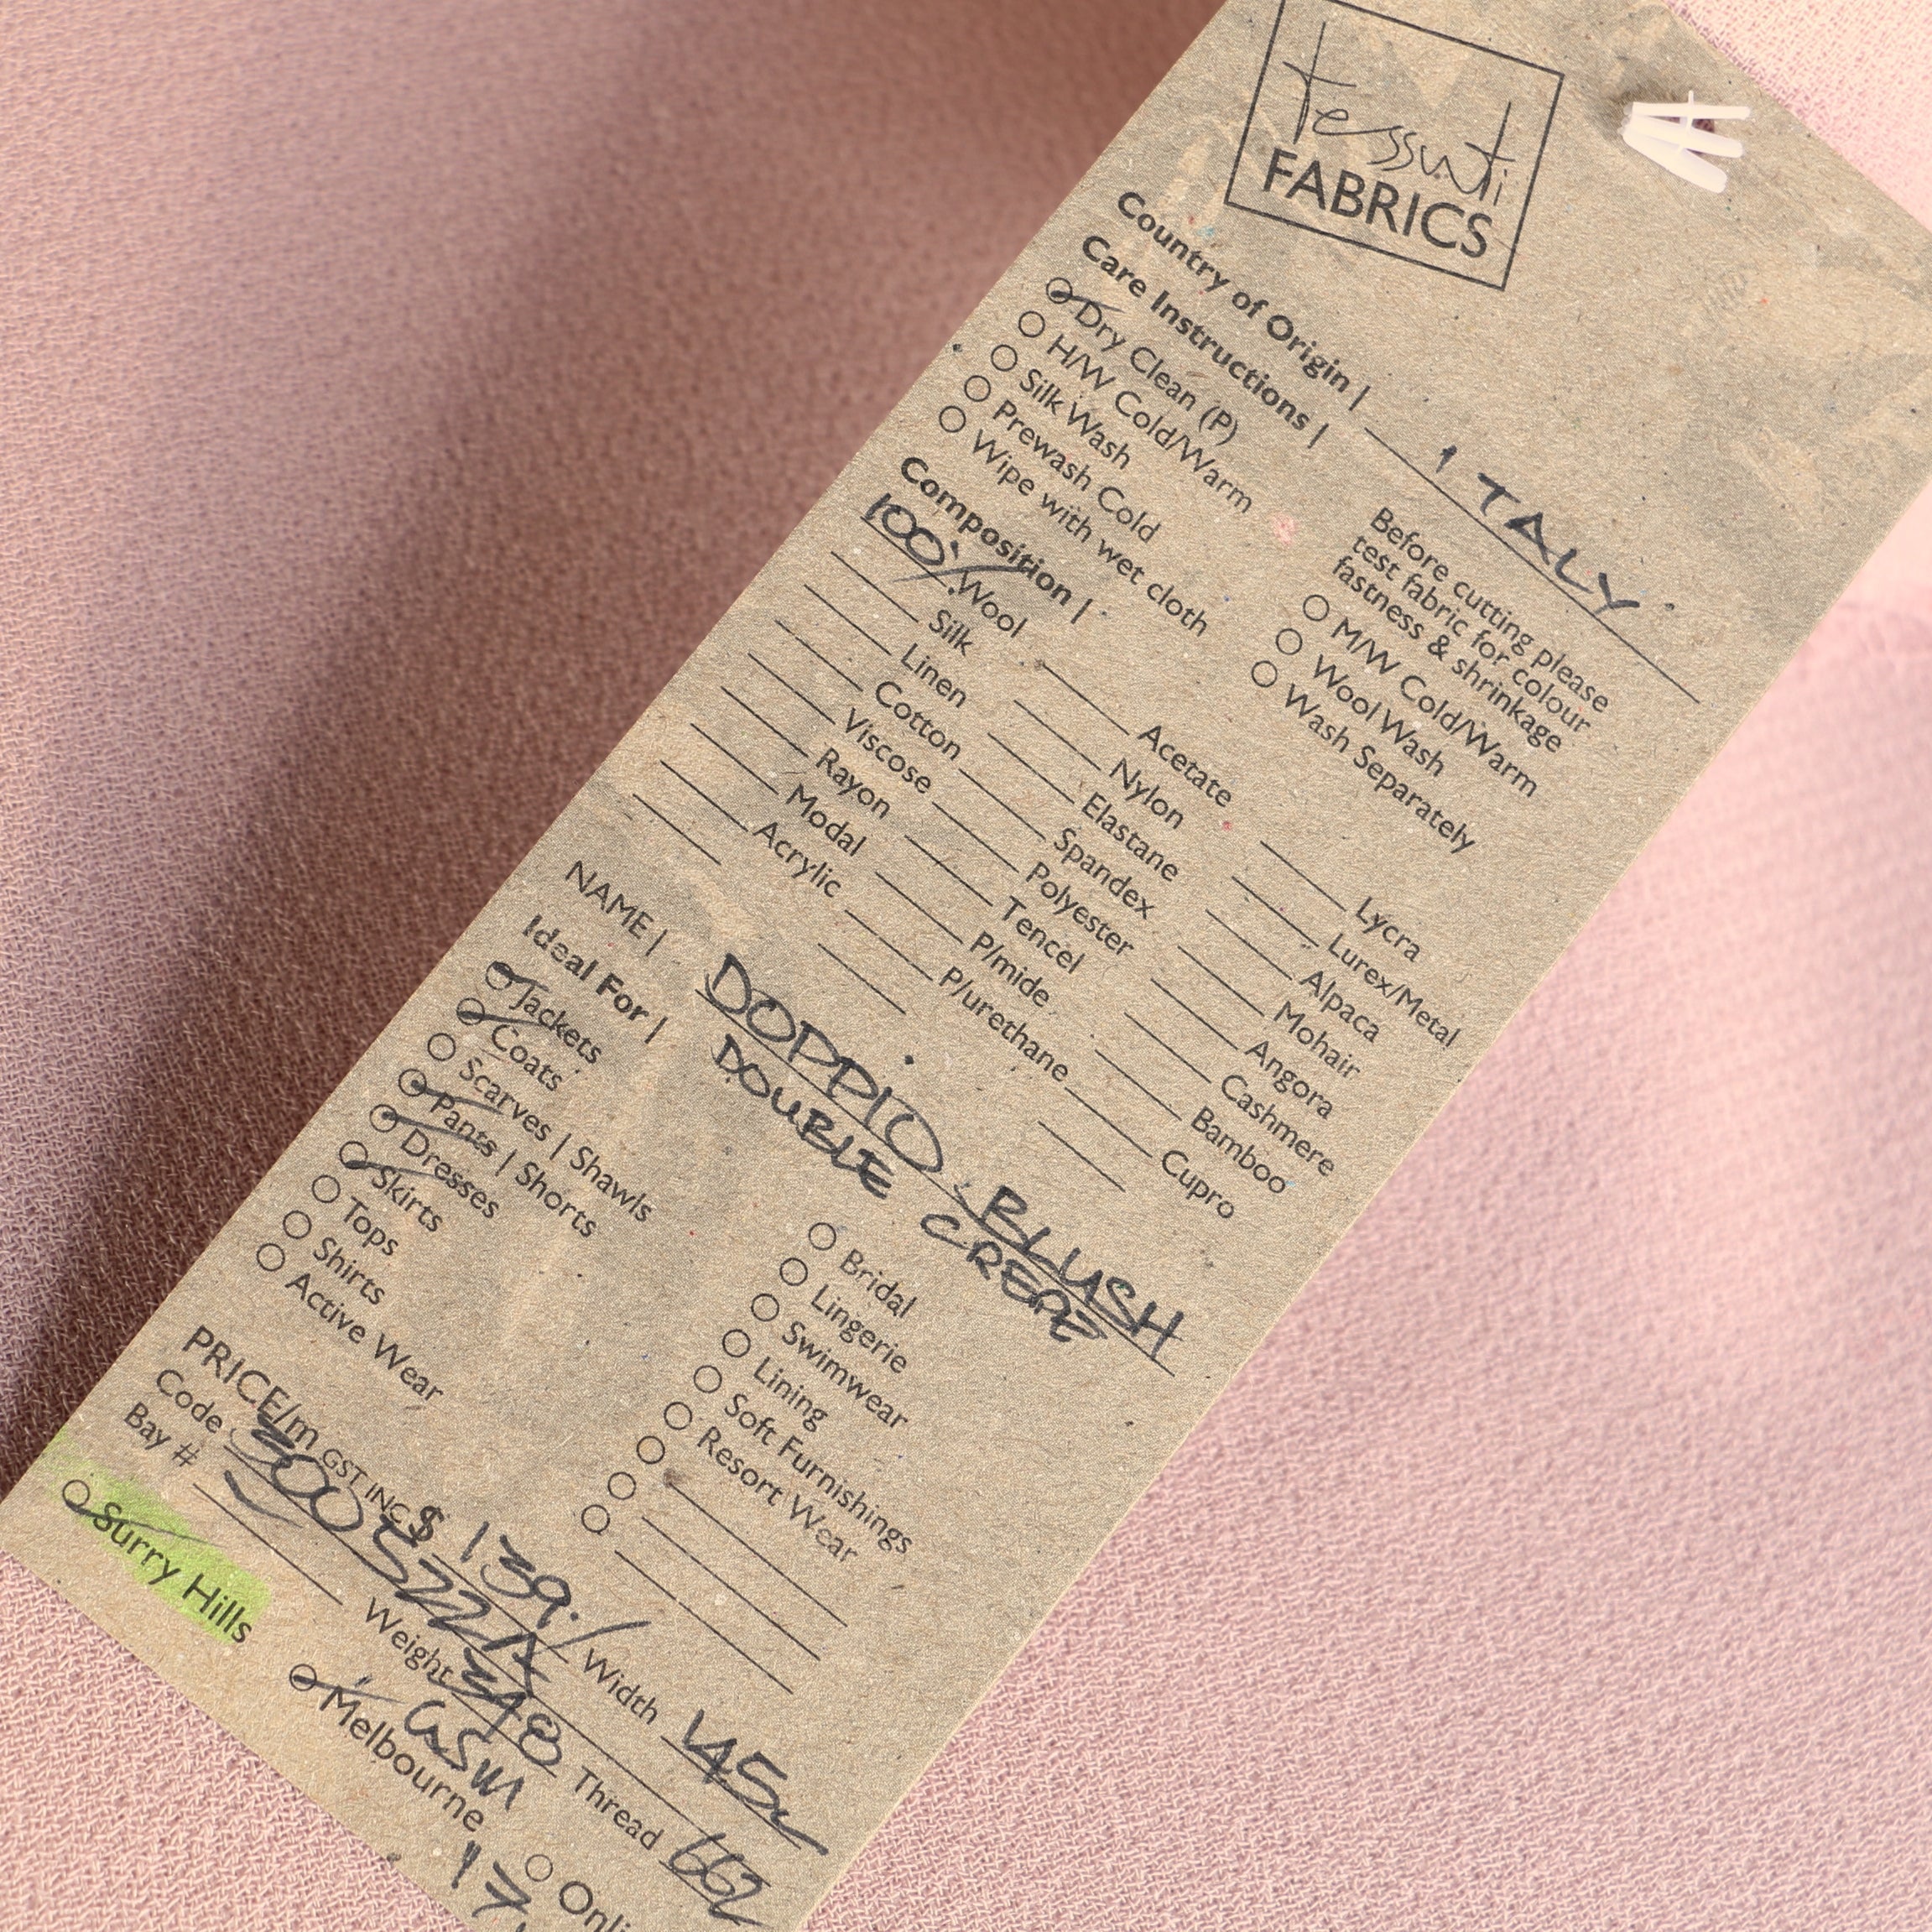 tessuti
FABRICS
Country of Origin | ITALY
Care Instructions |
Before cutting please
test fabric for colour
fastness & shrinkage
Dry Clean (P)
H/W Cold/Warm
Silk Wash
Prewash Cold
Wipe with wet cloth
M/W Cold/Warm
Wool Wash
Wash Separately
Composition |
100% Wool
Silk
Linen
Cotton
Viscose
Rayon
Modal
Acrylic
Acetate
Nylon
Elastane
Spandex
Polyester
Tencel
P/mide
P/urethane
Lycra
Lurex/Metal
Alpaca
Mohair
Angora
Cashmere
Bamboo
Cupro
NAME | DOPPIO - BLUSH
DOUBLE CREPE
Ideal For |
Jackets
Coats
Scarves | Shawls
Pants | Shorts
Dresses
Skirts
Tops
Shirts
Active Wear
Bridal
Lingerie
Swimwear
Lining
Soft Furnishings
Resort Wear
PRICE/m GST INC $ 139./ Width 145
Code 300522A
Bay # Weight 348 GSM Thread 662
Surry Hills Melbourne
17